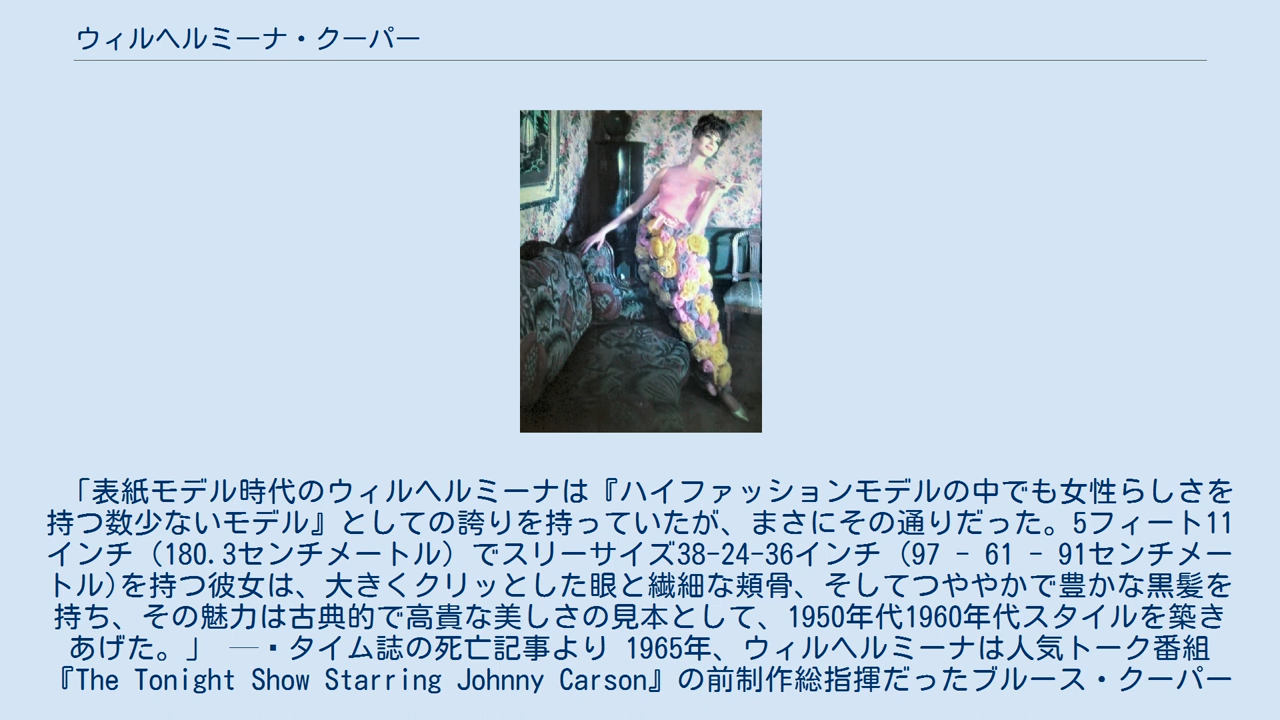 ウィルヘルミーナ・クーパー
「表紙モデル時代のウィルヘルミーナは『ハイファッションモデルの中でも女性らしさを
持つ数少ないモデル』としての誇りを持っていたが、まさにその通りだった。5フィート11
インチ（180.3センチメートル）でスリーサイズ38-24-36インチ（97 - 61 - 91センチメー
トル)を持つ彼女は、大きくクリッとした眼と繊細な頬骨、そしてつややかで豊かな黒髪を
持ち、その魅力は古典的で高貴な美しさの見本として、1950年代1960年代スタイルを築き
あげた。」 ─・タイム誌の死亡記事より 1965年、ウィルヘルミーナは人気トーク番組
『The Tonight Show Starring Johnny Carson』の前制作総指揮だったブルース・クーパー